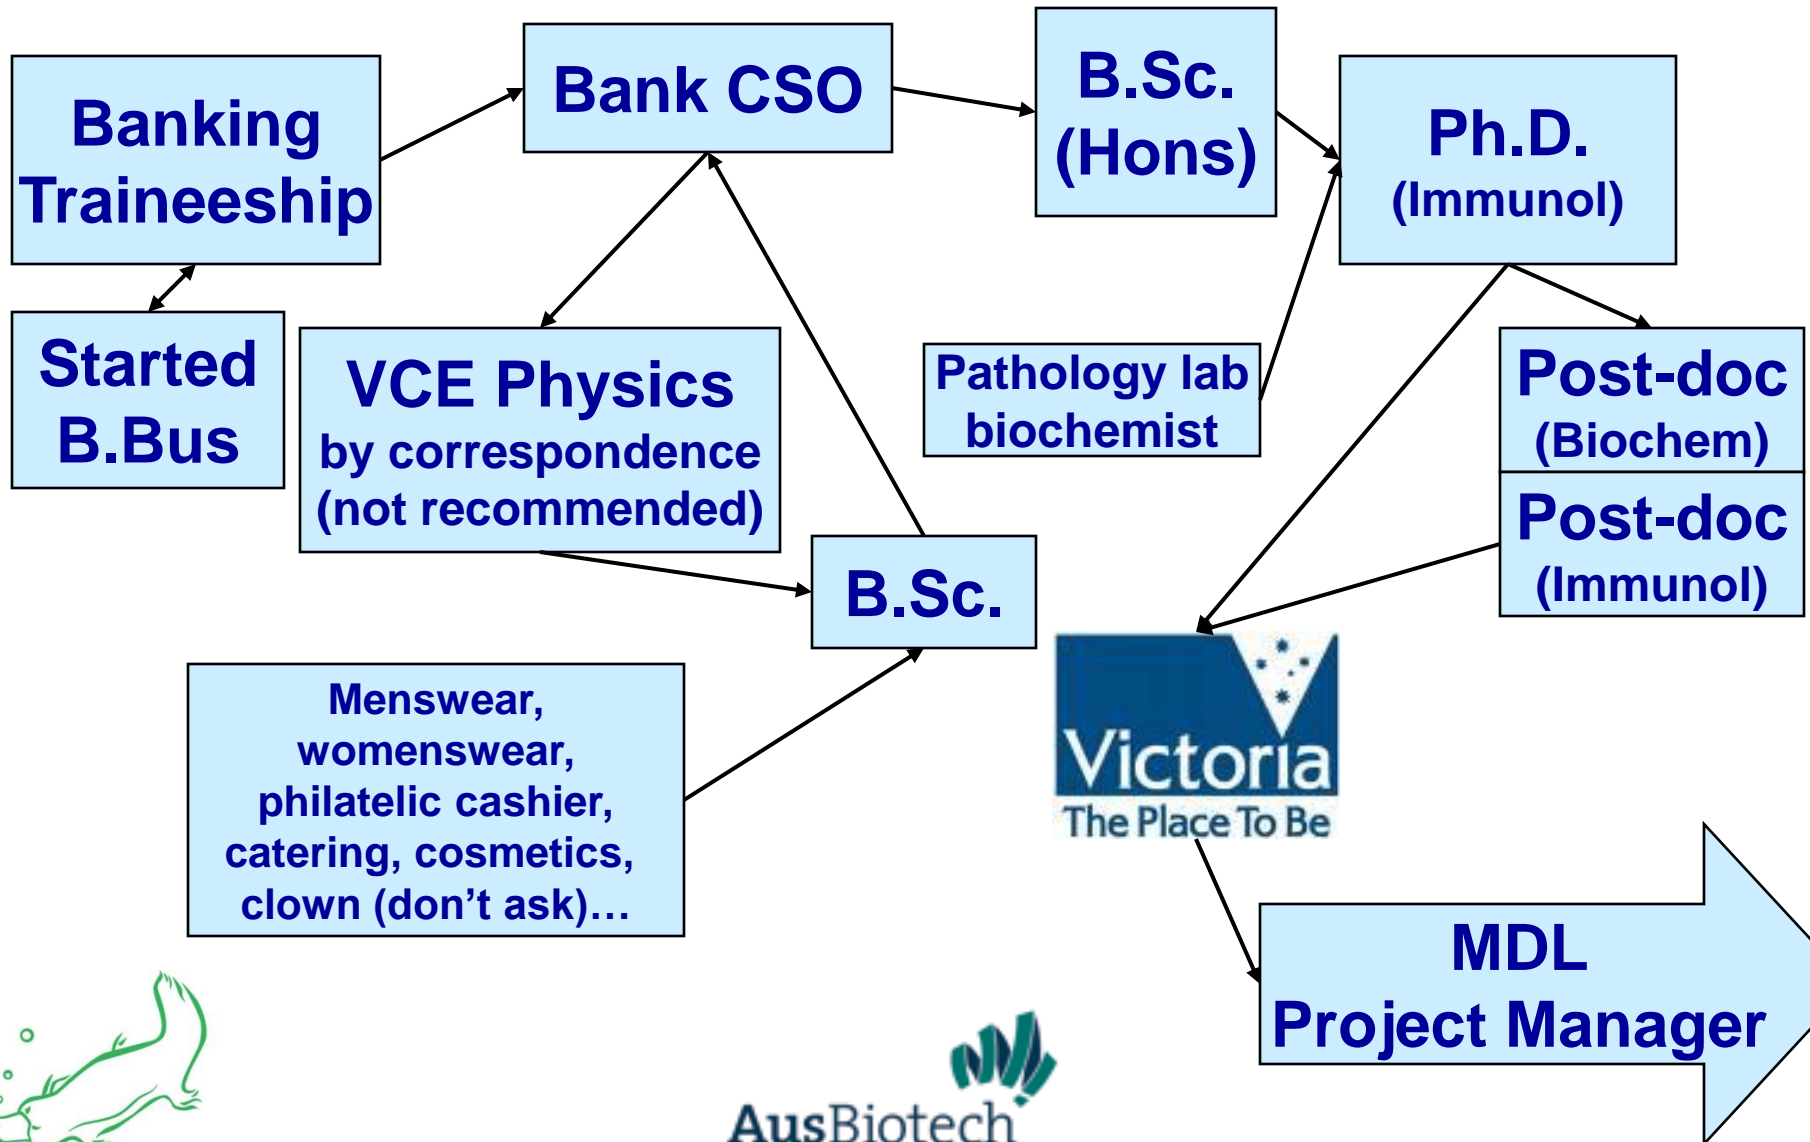 Banking
Traineeship
Bank CSO
B.Sc.
(Hons)
Ph.D.
(Immunol)
Started
B.Bus
VCE Physics
by correspondence
(not recommended)
Pathology lab
biochemist
Post-doc
(Biochem)
Post-doc
(Immunol)
B.Sc.
Menswear,
womenswear,
philatelic cashier,
catering, cosmetics,
clown (don’t ask)…
Victoria
The Place To Be
MDL
Project Manager
AusBiotech